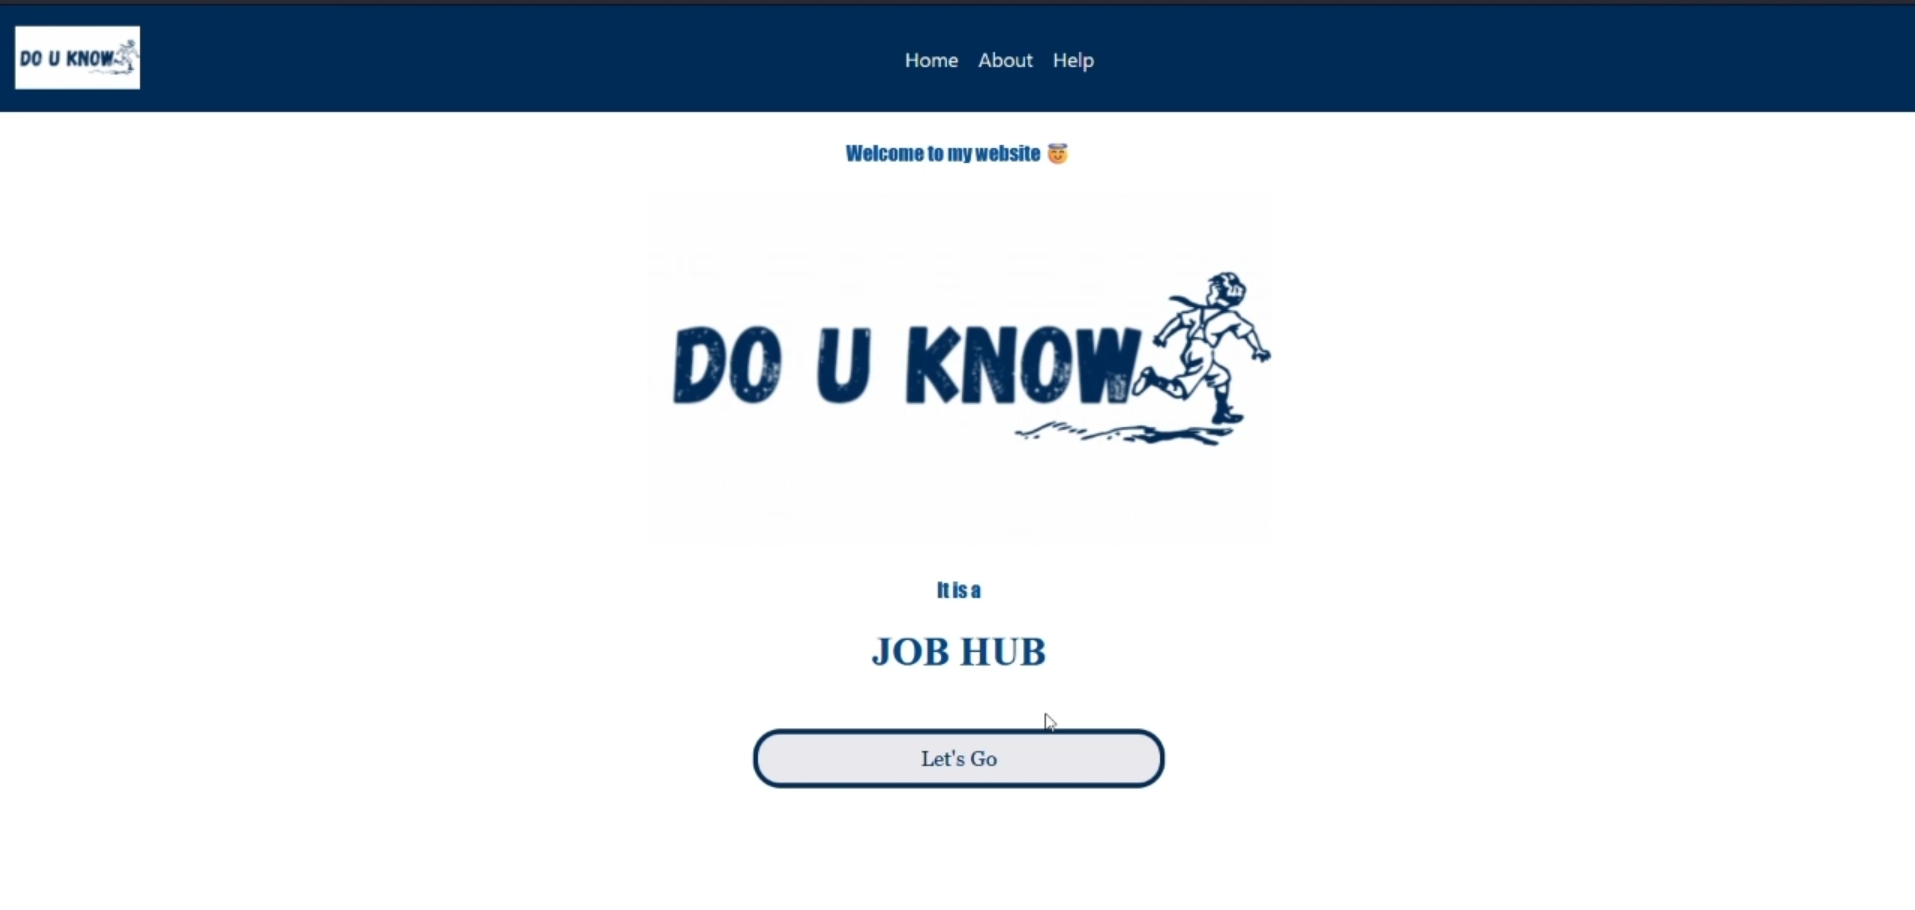 DO U KNOW
Home About Help
Welcome to my website 😇
DO U KNOW
It is a
JOB HUB
Let's Go